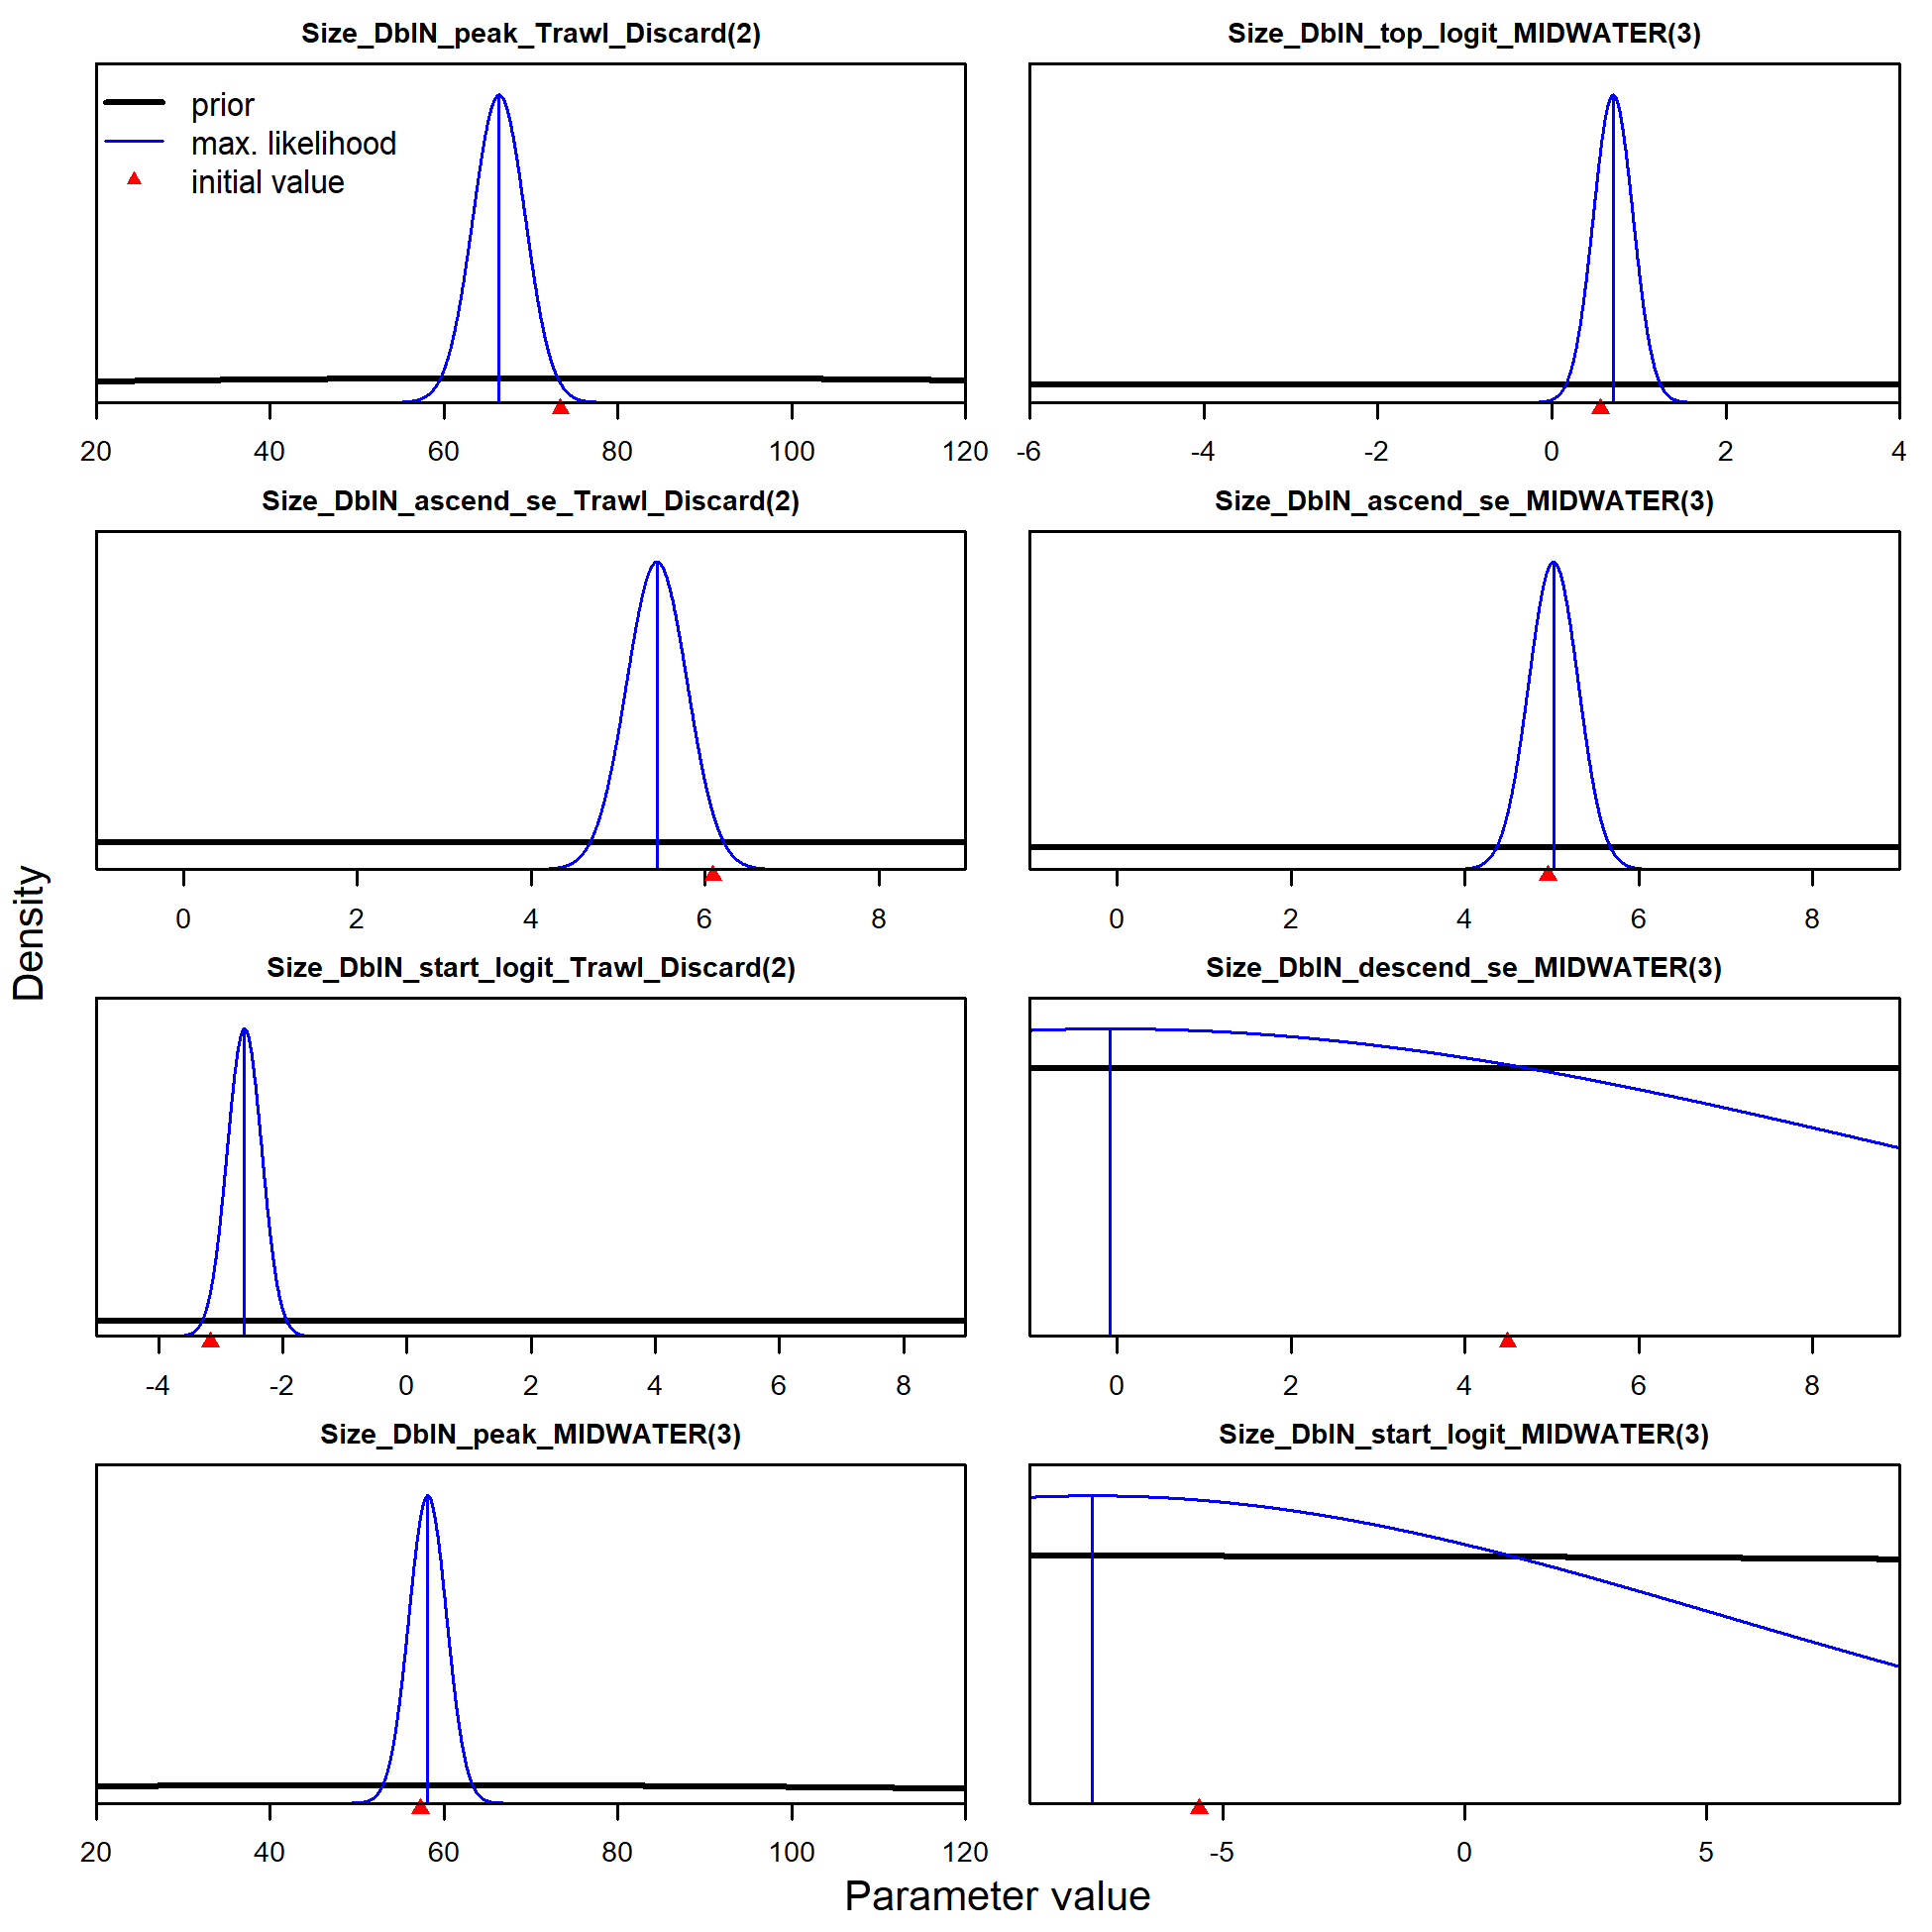 Size_DblN_peak_Trawl_Discard(2)
Size_DblN_top_logit_MIDWATER(3)
prior
max. likelihood
initial value
20 40 60 80 100 120
-6 -4 -2 0 2 4
Size_DblN_ascend_se_Trawl_Discard(2)
Size_DblN_ascend_se_MIDWATER(3)
0 2 4 6 8
0 2 4 6 8
Density
Size_DblN_start_logit_Trawl_Discard(2)
Size_DblN_descend_se_MIDWATER(3)
-4 -2 0 2 4 6 8
0 2 4 6 8
Size_DblN_peak_MIDWATER(3)
Size_DblN_start_logit_MIDWATER(3)
20 40 60 80 100 120
-5 0 5
Parameter value